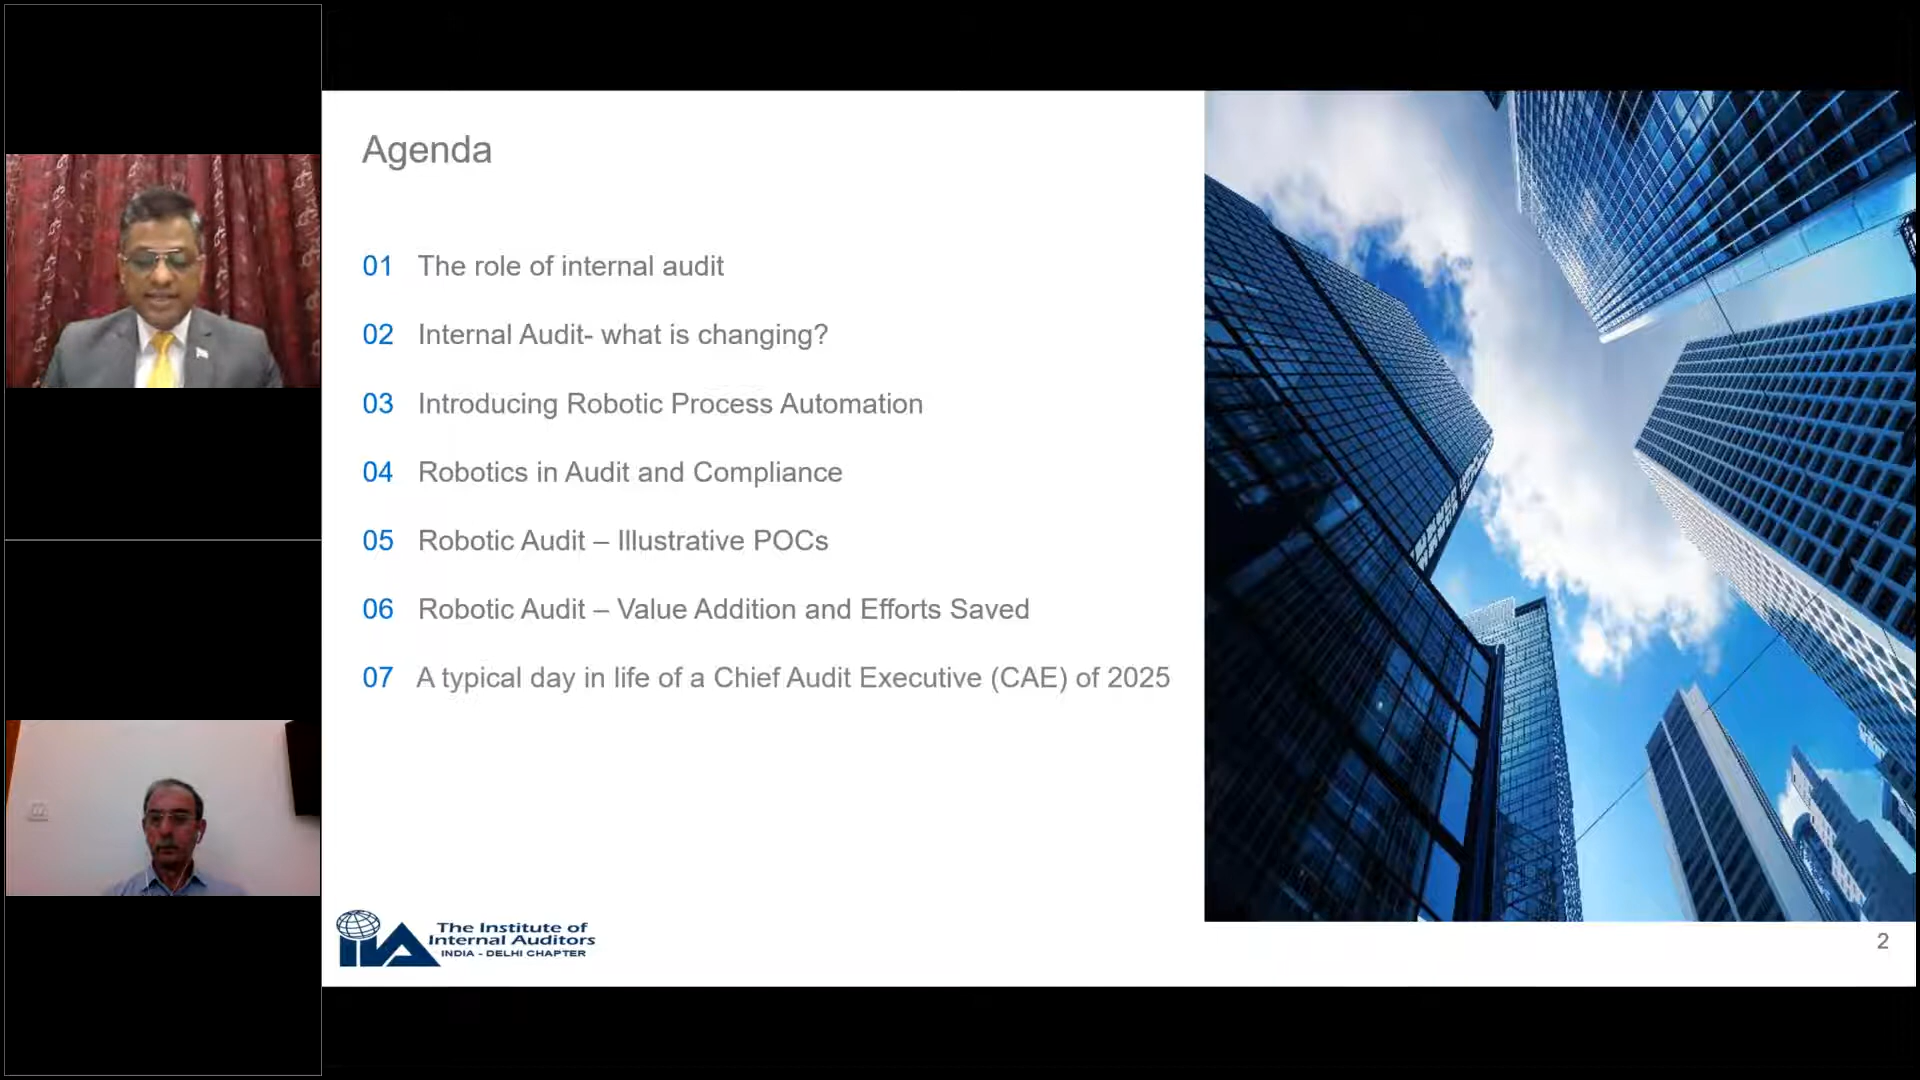 Agenda
01 The role of internal audit
02 Internal Audit- what is changing?
03 Introducing Robotic Process Automation
04 Robotics in Audit and Compliance
05 Robotic Audit – Illustrative POCs
06 Robotic Audit – Value Addition and Efforts Saved
07 A typical day in life of a Chief Audit Executive (CAE) of 2025
IIA
The Institute of
Internal Auditors
INDIA - DELHI CHAPTER
2